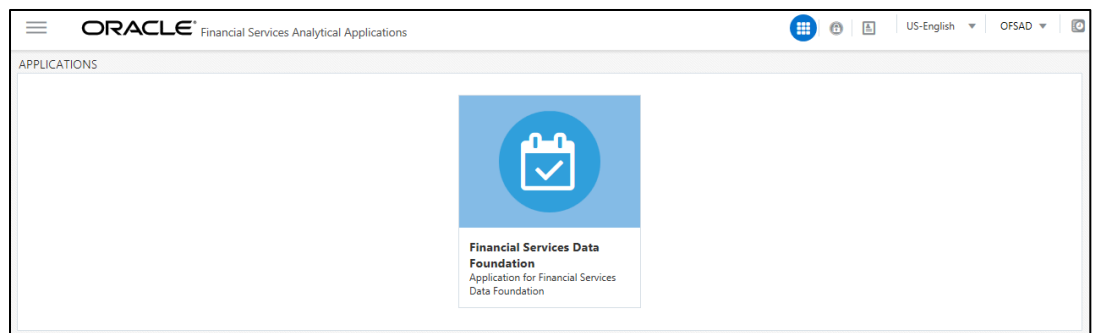 ORACLE® Financial Services Analytical Applications US-English OFSAD
APPLICATIONS
Financial Services Data
Foundation
Application for Financial Services
Data Foundation